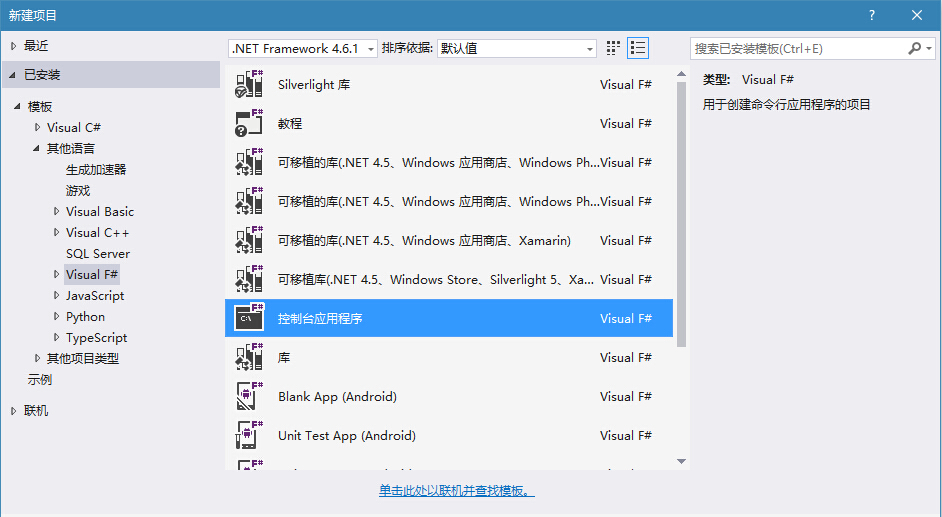 新建项目
?
最近
已安装
模板
Visual C#
其他语言
生成加速器
游戏
Visual Basic
Visual C++
SQL Server
Visual F#
JavaScript
Python
TypeScript
其他项目类型
示例
联机
.NET Framework 4.6.1 排序依据: 默认值
Silverlight 库 Visual F#
教程 Visual F#
可移植的库(.NET 4.5、Windows 应用商店、Windows Ph... Visual F#
可移植的库(.NET 4.5、Windows 应用商店、Windows Ph... Visual F#
可移植的库(.NET 4.5、Windows 应用商店、Xamarin) Visual F#
可移植库(.NET 4.5、Windows Store、Silverlight 5、Xa... Visual F#
控制台应用程序 Visual F#
库 Visual F#
Blank App (Android) Visual F#
Unit Test App (Android) Visual F#
单击此处以联机并查找模板。
搜索已安装模板(Ctrl+E)
类型: Visual F#
用于创建命令行应用程序的项目